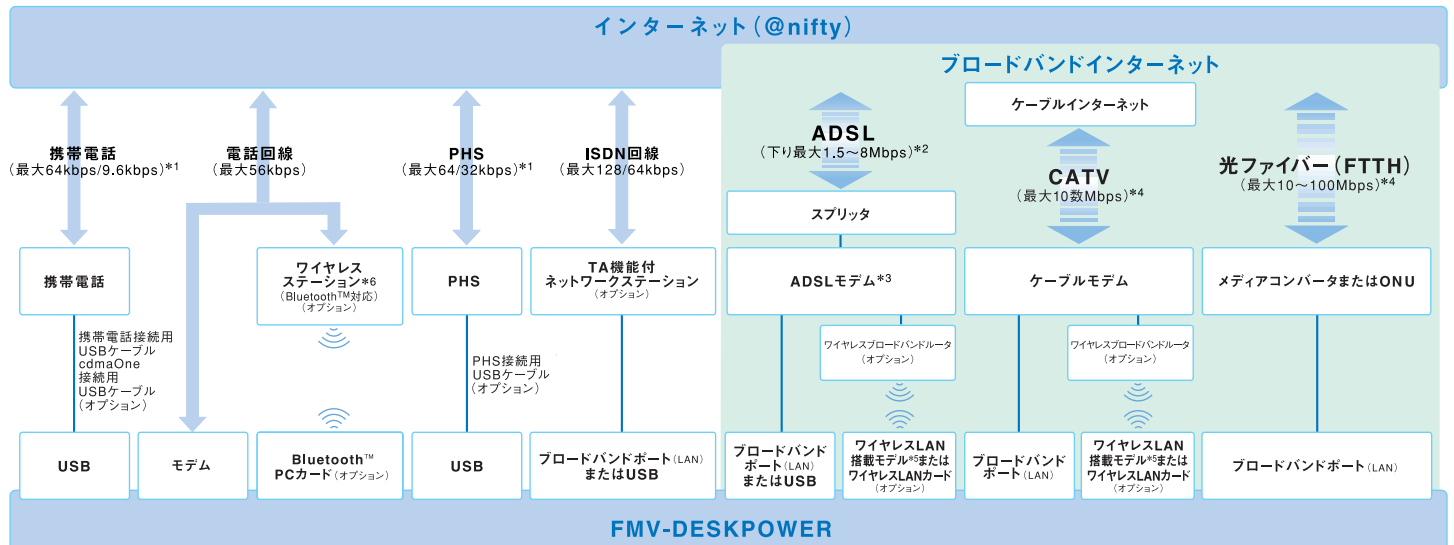 インターネット(@nifty)
ブロードバンドインターネット
携帯電話
(最大64kbps/9.6kbps)*1
電話回線
(最大56kbps)
PHS
(最大64/32kbps)*1
ISDN回線
(最大128/64kbps)
ADSL
(下り最大1.5~8Mbps)*2
スプリッタ
ケーブルインターネット
CATV
(最大10数Mbps)*4
光ファイバー(FTTH)
(最大10~100Mbps)*4
携帯電話
ワイヤレス
ステーション*6
(Bluetooth™対応)
(オプション)
PHS
TA機能付
ネットワークステーション
(オプション)
ADSLモデム*3
ケーブルモデム
メディアコンバータまたはONU
携帯電話接続用
USBケーブル
cdmaOne
接続用
USBケーブル
(オプション)
PHS接続用
USBケーブル
(オプション)
ワイヤレスブロードバンドルータ
(オプション)
ワイヤレスブロードバンドルータ
(オプション)
USB
モデム
Bluetooth™
PCカード(オプション)
USB
ブロードバンドポート(LAN)
またはUSB
ブロードバンド
ポート(LAN)
またはUSB
ワイヤレスLAN
搭載モデル*5または
ワイヤレスLANカード
(オプション)
ブロードバンド
ポート(LAN)
ワイヤレスLAN
搭載モデル*5または
ワイヤレスLANカード
(オプション)
ブロードバンドポート(LAN)
FMV-DESKPOWER